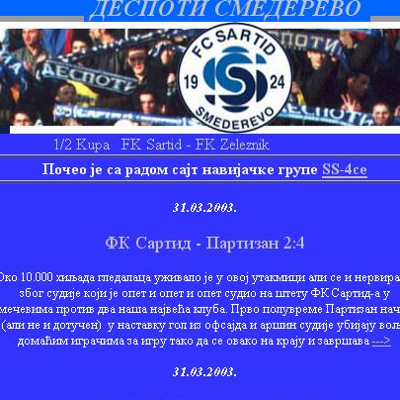 ДЕСПОТИ СМЕДЕРЕВО
ДЕСПОТИ
FC SARTID
1924
SMEDEREVO
1/2 Kupa FK Sartid - FK Zeleznik
Почео је са радом сајт навијачке групе SS-4ce
31.03.2003.
ФК Сартид - Партизан 2:4
Око 10.000 хиљада гледалаца уживало је у овој утакмици али се и нервира
због судије који је опет и опет и опет судио на штету ФК Сартид-а у
мечевима против два наша највећа клуба. Прво полувреме Партизан нач
(али не и дотучен) у наставку гол из офсајда и аршин судије убијају вољ
домаћим играчима за игру тако да се овако на крају и завршава --->
31.03.2003.